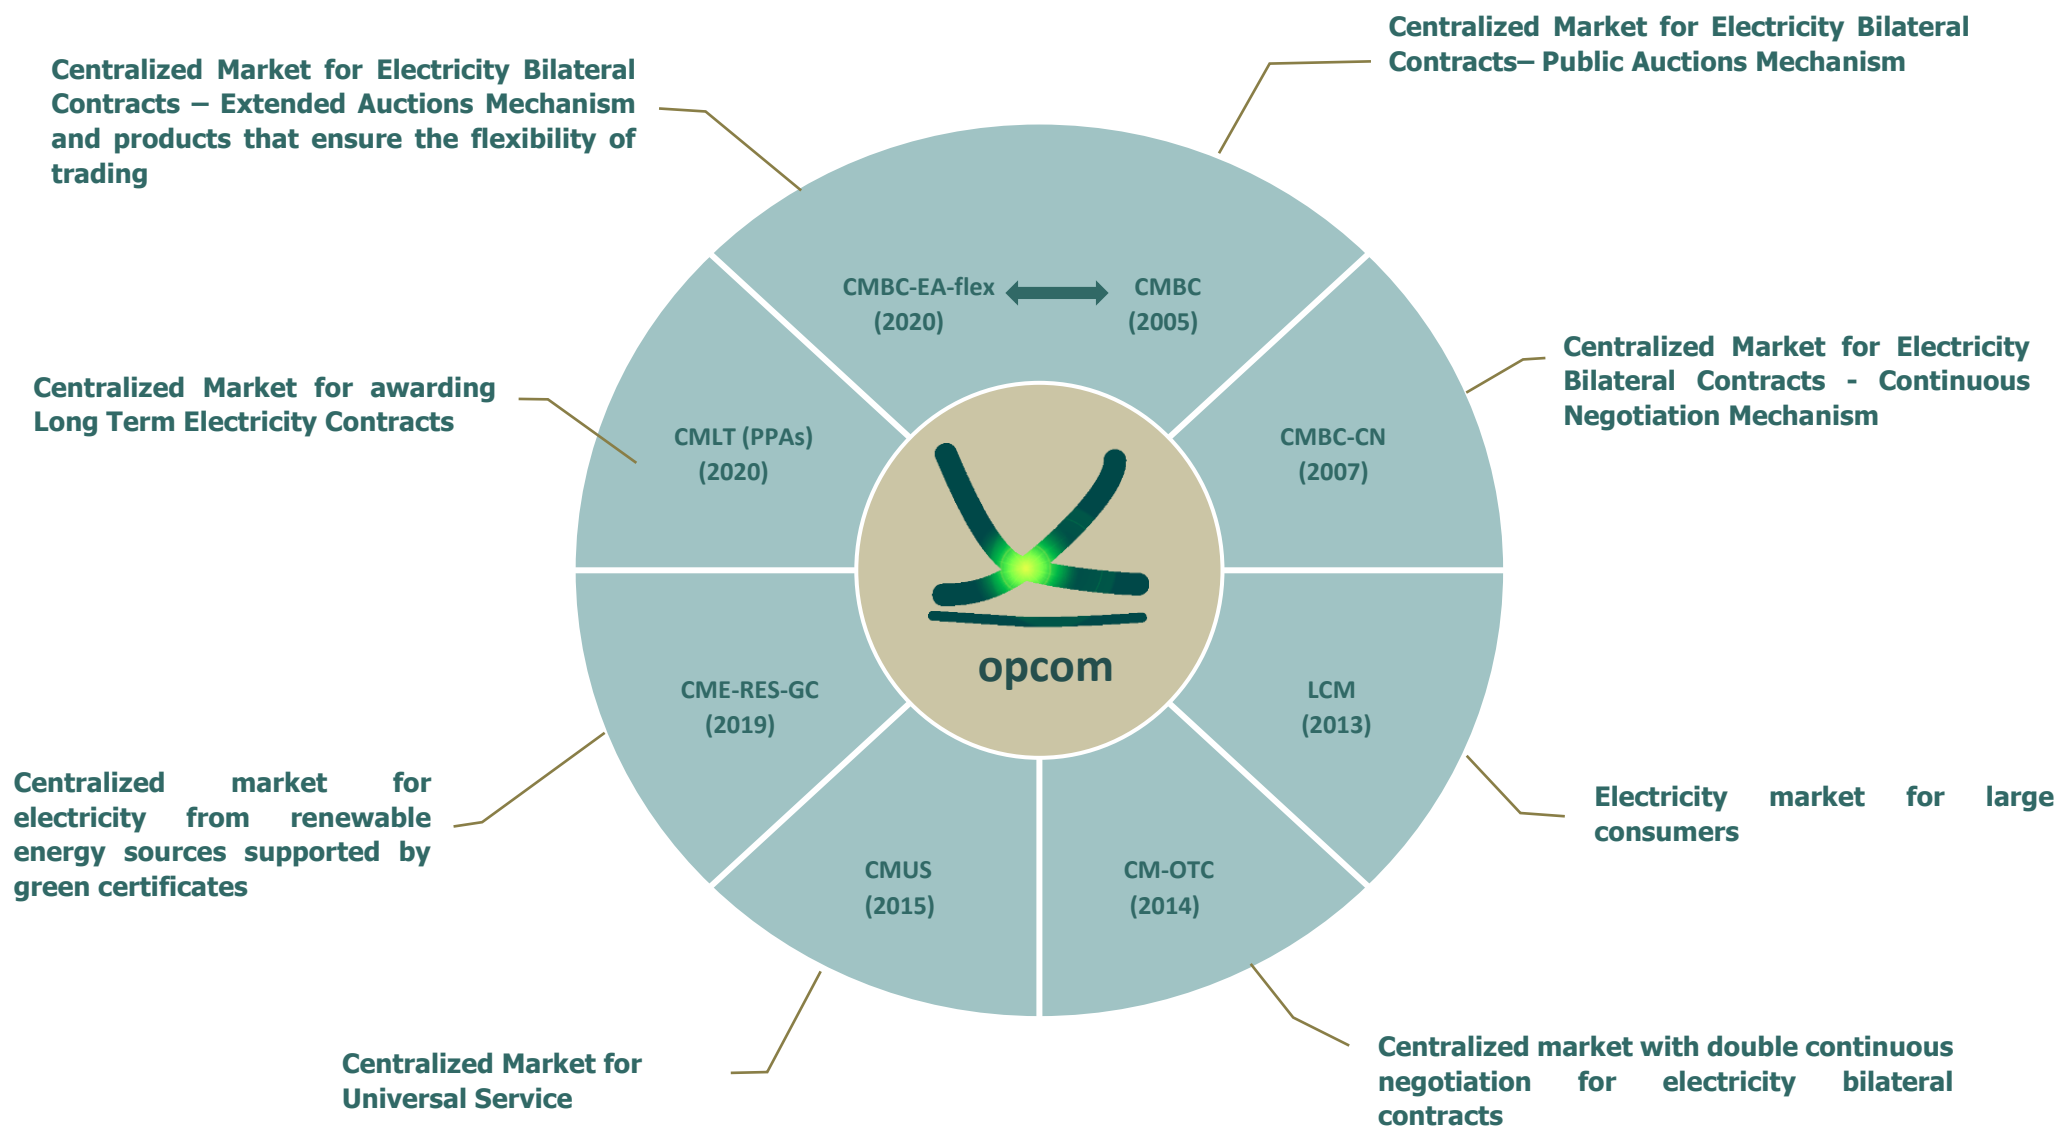 Centralized Market for Electricity Bilateral
Contracts– Public Auctions Mechanism
Centralized Market for Electricity Bilateral
Contracts – Extended Auctions Mechanism
and products that ensure the flexibility of
trading
CMBC-EA-flex
(2020)
CMBC
(2005)
Centralized Market for Electricity
Bilateral Contracts - Continuous
Negotiation Mechanism
Centralized Market for awarding
Long Term Electricity Contracts
CMLT (PPAs)
(2020)
CMBC-CN
(2007)
opcom
CME-RES-GC
(2019)
LCM
(2013)
Centralized market for
electricity from renewable
energy sources supported by
green certificates
Electricity market for large
consumers
CMUS
(2015)
CM-OTC
(2014)
Centralized Market for
Universal Service
Centralized market with double continuous
negotiation for electricity bilateral
contracts